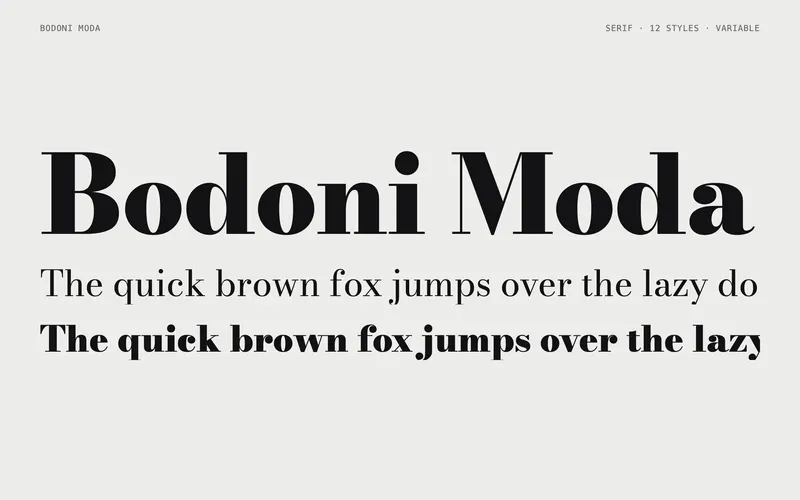 BODONI MODA
SERIF · 12 STYLES · VARIABLE
Bodoni Moda
The quick brown fox jumps over the lazy do
The quick brown fox jumps over the lazy